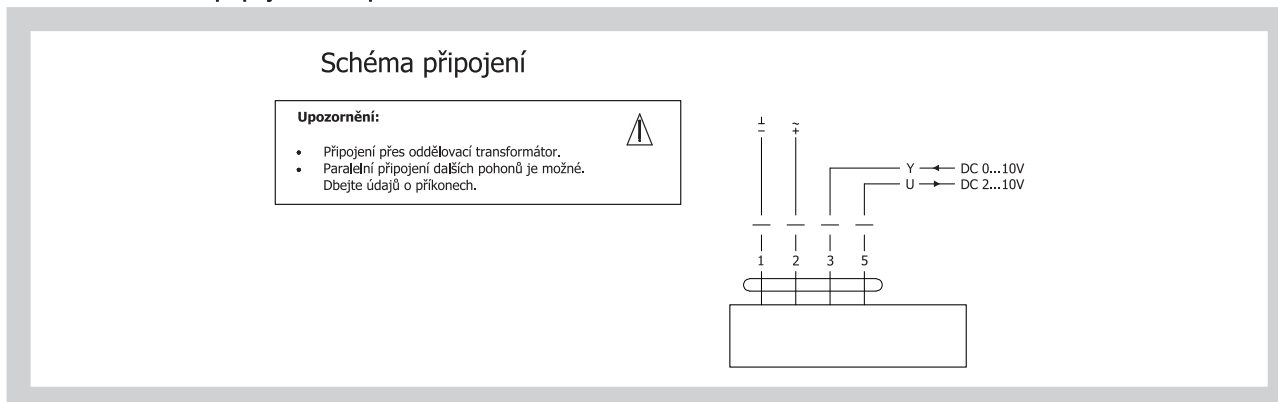 Schéma připojení
Upozornění:
• Připojení přes oddělovací transformátor.
• Paralelní připojení dalších pohonů je možné.
Dbejte údajů o příkonech.
⊥ ~
− +
Y DC 0...10V
U DC 2...10V
1 2 3 5